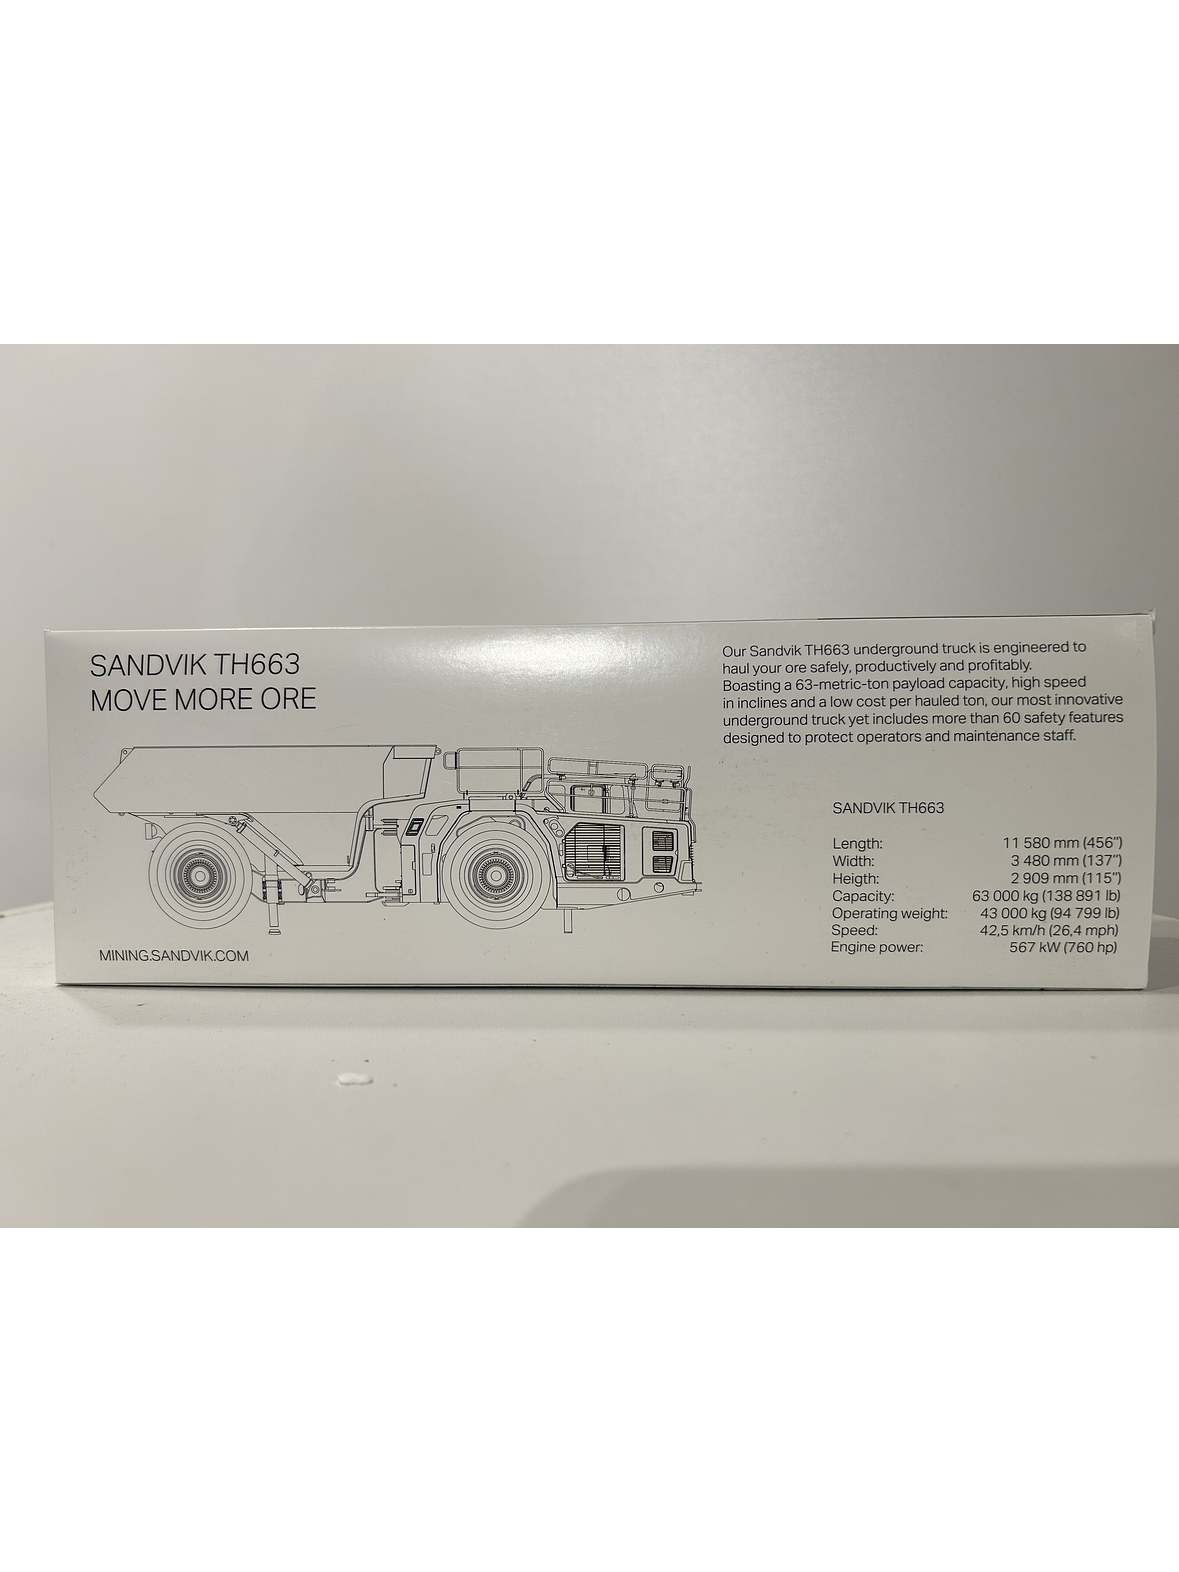 SANDVIK TH663
MOVE MORE ORE
MINING.SANDVIK.COM
Our Sandvik TH663 underground truck is engineered to
haul your ore safely, productively and profitably.
Boasting a 63-metric-ton payload capacity, high speed
in inclines and a low cost per hauled ton, our most innovative
underground truck yet includes more than 60 safety features
designed to protect operators and maintenance staff.
SANDVIK TH663
Length: 11 580 mm (456")
Width: 3 480 mm (137")
Heigth: 2 909 mm (115")
Capacity: 63 000 kg (138 891 lb)
Operating weight: 43 000 kg (94 799 lb)
Speed: 42,5 km/h (26,4 mph)
Engine power: 567 kW (760 hp)